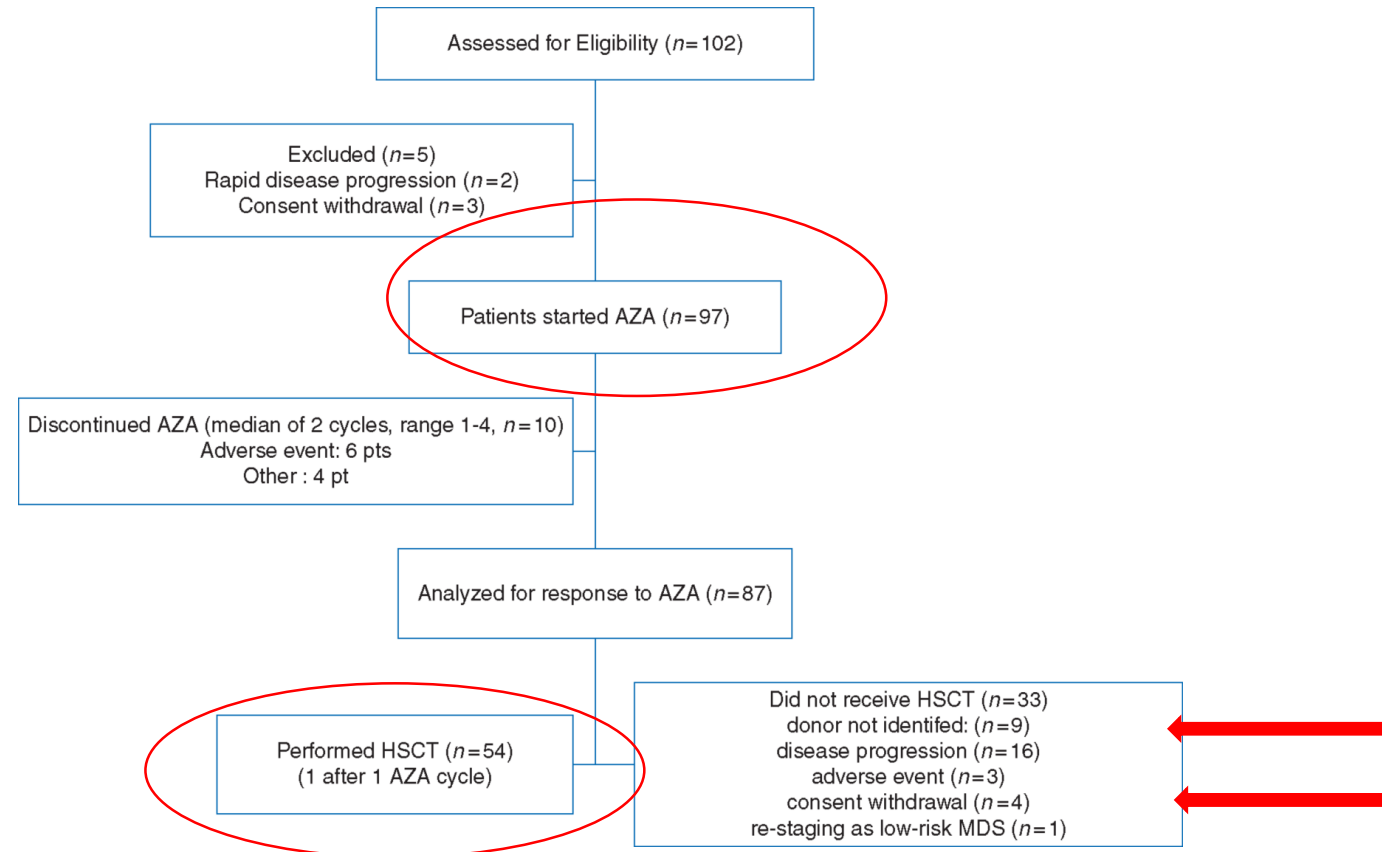 Assessed for Eligibility (n=102)
Excluded (n=5)
Rapid disease progression (n=2)
Consent withdrawal (n=3)
Patients started AZA (n=97)
Discontinued AZA (median of 2 cycles, range 1-4, n=10)
Adverse event: 6 pts
Other : 4 pt
Analyzed for response to AZA (n=87)
Performed HSCT (n=54)
(1 after 1 AZA cycle)
Did not receive HSCT (n=33)
donor not identifed: (n=9)
disease progression (n=16)
adverse event (n=3)
consent withdrawal (n=4)
re-staging as low-risk MDS (n=1)